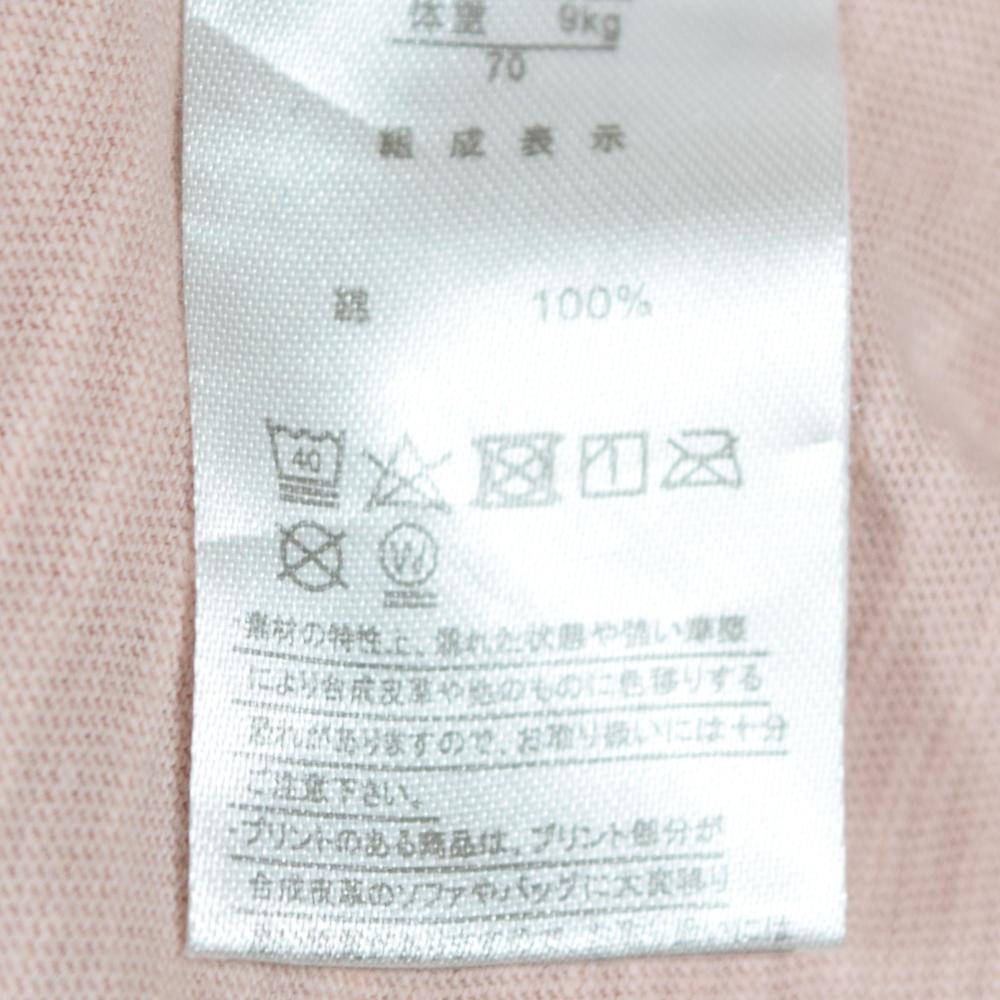 体重 9kg
70
組成表示
綿 100%
素材の特性上、濡れた状態や強い摩擦
により合成皮革や他のものに色移りする
恐れがありますので、お取り扱いには十分
ご注意下さい。
・プリントのある商品は、プリント部分が
合成皮革のソファやバッグに大変移り